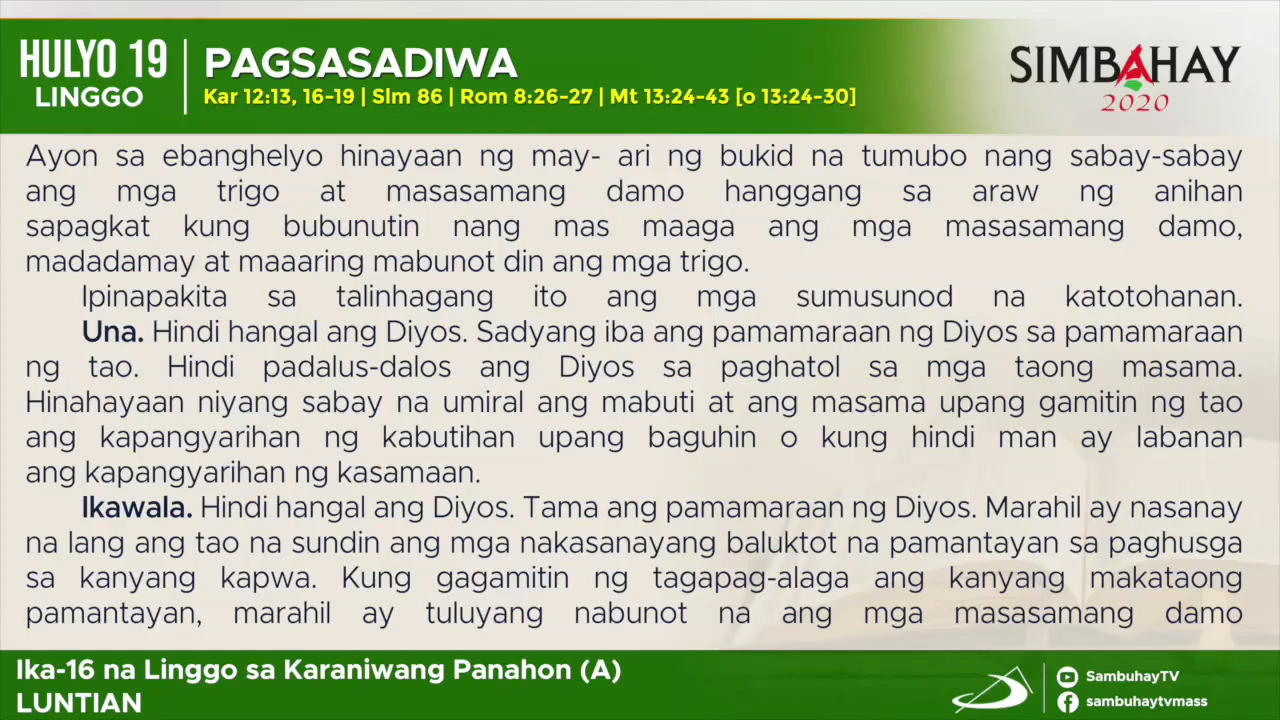 HULYO 19
LINGGO
PAGSASADIWA
Kar 12:13, 16-19 | Slm 86 | Rom 8:26-27 | Mt 13:24-43 [o 13:24-30]
SIMBAHAY
2020
Ayon sa ebanghelyo hinayaan ng may- ari ng bukid na tumubo nang sabay-sabay
ang mga trigo at masasamang damo hanggang sa araw ng anihan
sapagkat kung bubunutin nang mas maaga ang mga masasamang damo,
madadamay at maaaring mabunot din ang mga trigo.
Ipinapakita sa talinhagang ito ang mga sumusunod na katotohanan.
Una. Hindi hangal ang Diyos. Sadyang iba ang pamamaraan ng Diyos sa pamamaraan
ng tao. Hindi padalus-dalos ang Diyos sa paghatol sa mga taong masama.
Hinahayaan niyang sabay na umiral ang mabuti at ang masama upang gamitin ng tao
ang kapangyarihan ng kabutihan upang baguhin o kung hindi man ay labanan
ang kapangyarihan ng kasamaan.
Ikawala. Hindi hangal ang Diyos. Tama ang pamamaraan ng Diyos. Marahil ay nasanay
na lang ang tao na sundin ang mga nakasanayang baluktot na pamantayan sa paghusga
sa kanyang kapwa. Kung gagamitin ng tagapag-alaga ang kanyang makataong
pamantayan, marahil ay tuluyang nabunot na ang mga masasamang damo
Ika-16 na Linggo sa Karaniwang Panahon (A)
LUNTIAN
SambuhayTV
sambuhaytvmass